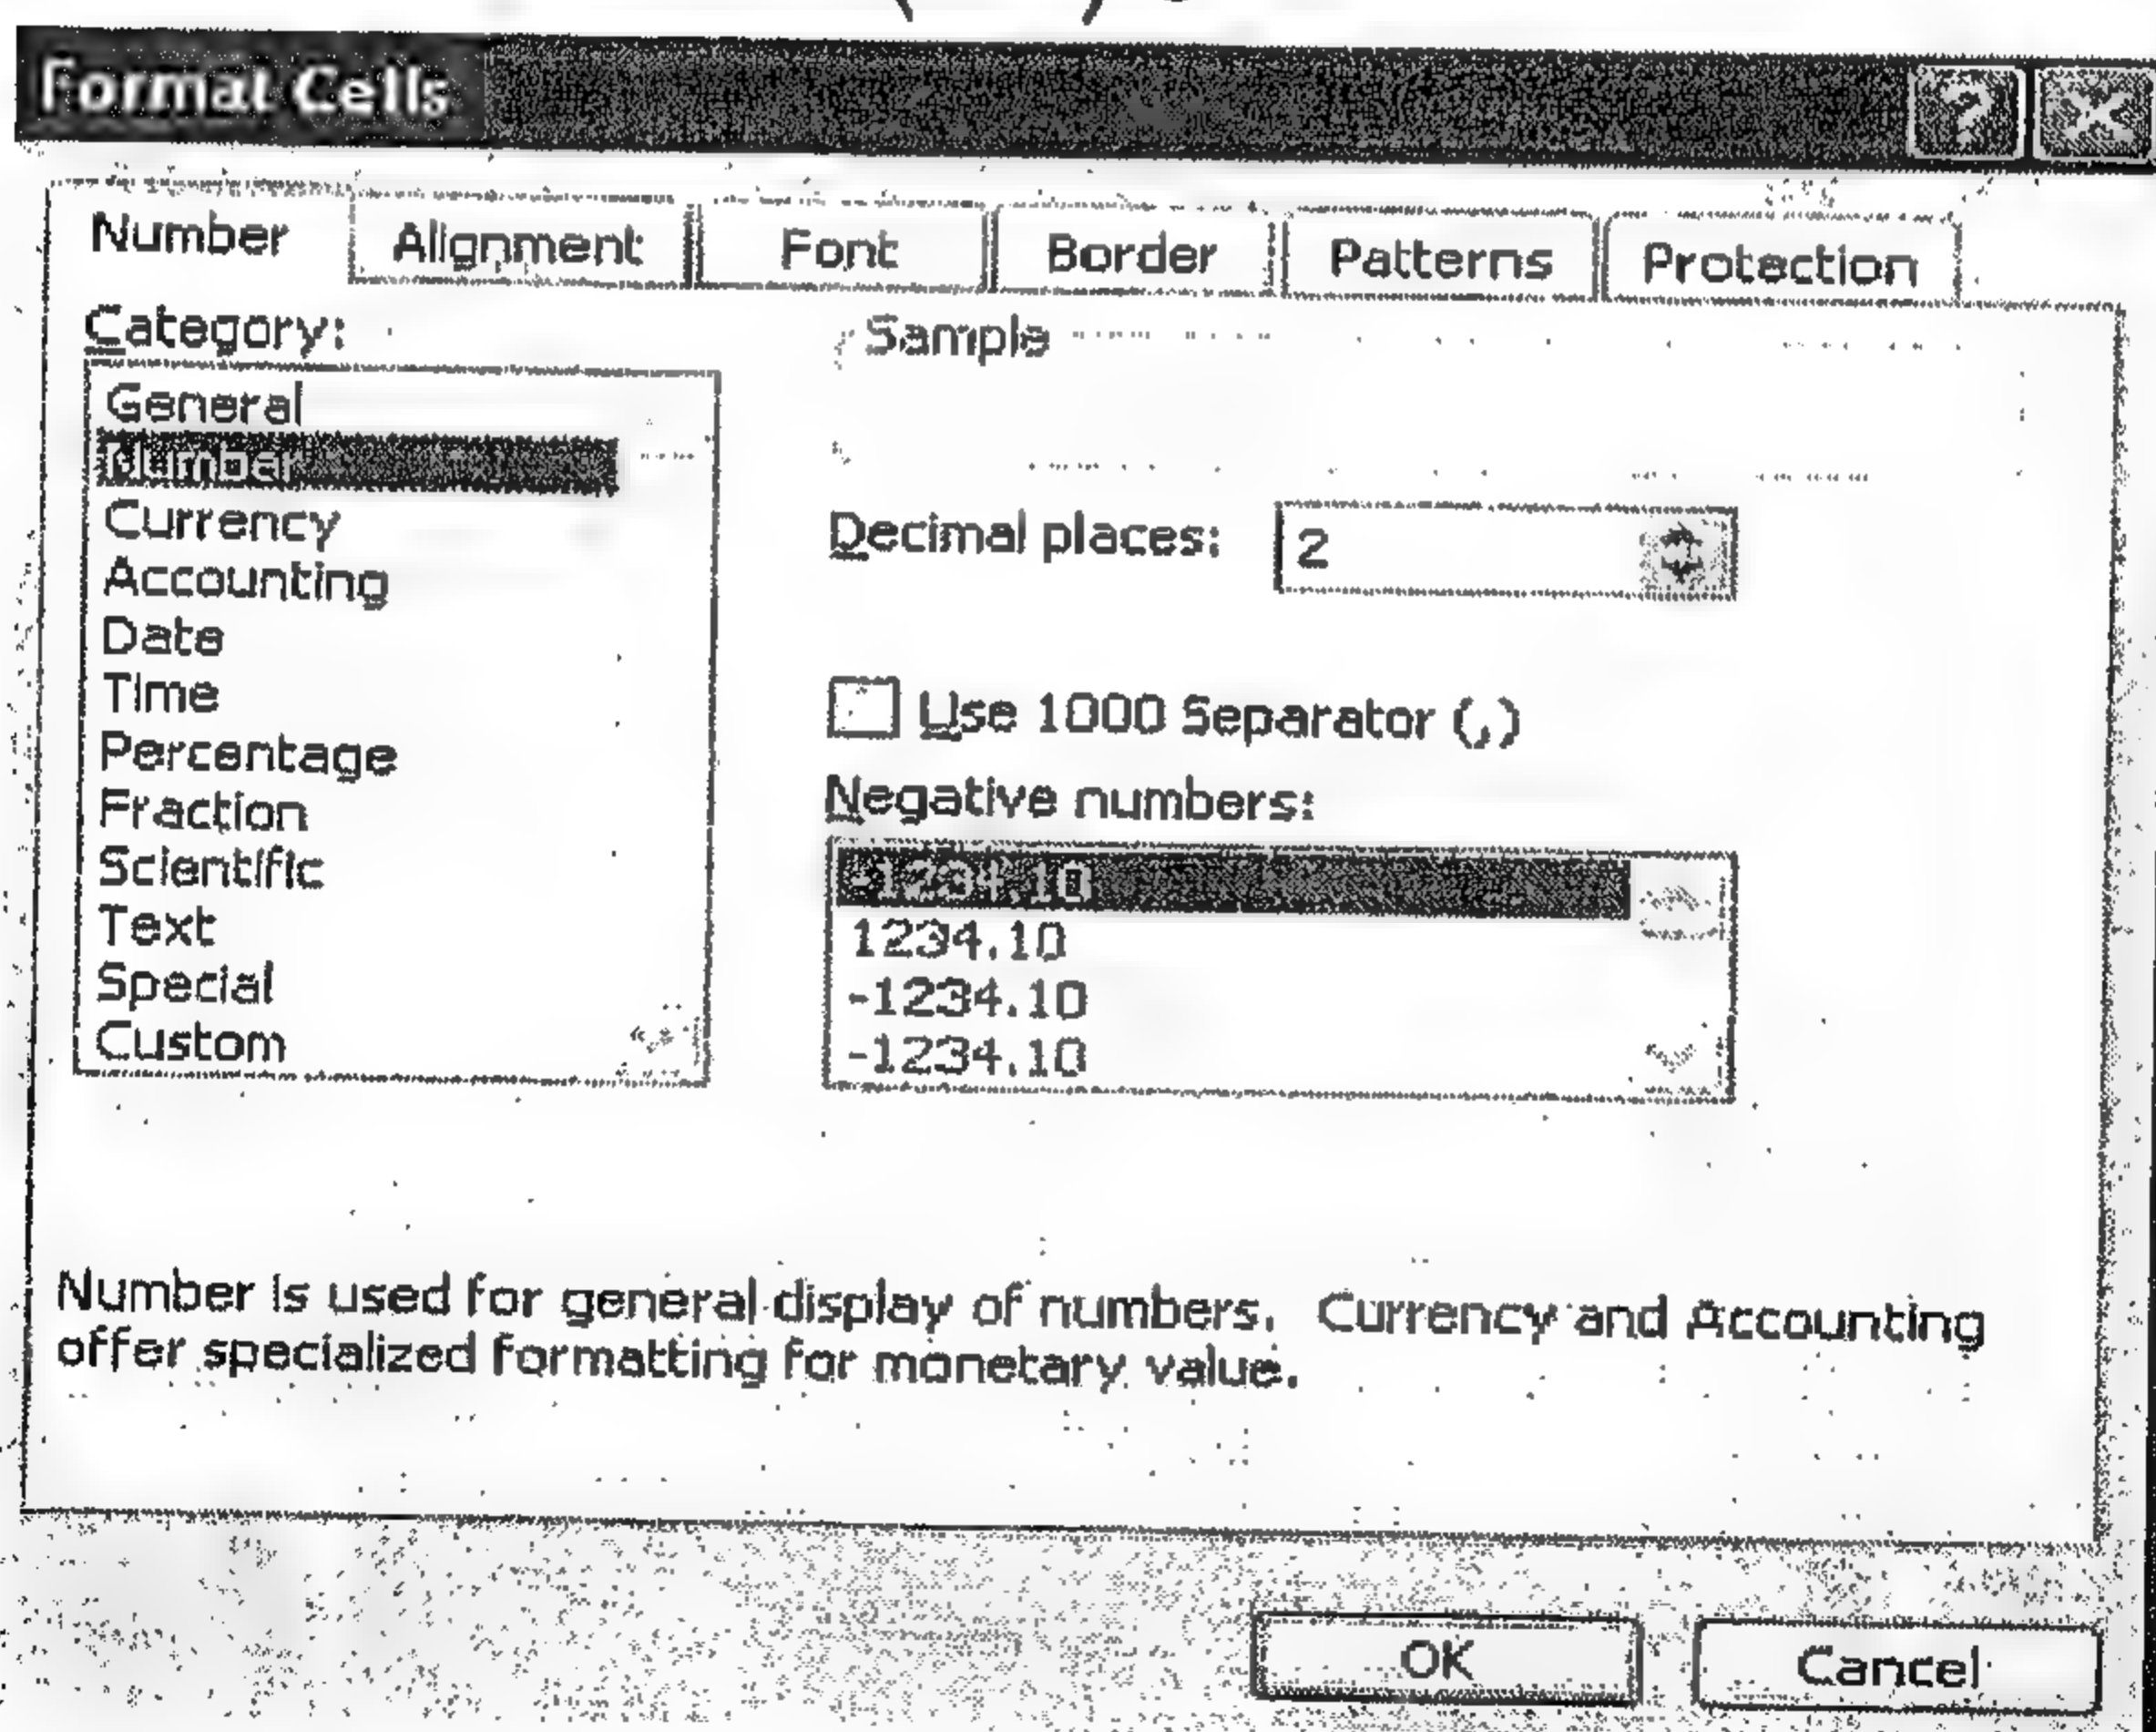 Format Cells
Number Alignment Font Border Patterns Protection
Category:
Sample
General
Number
Currency
Accounting
Date
Time
Percentage
Fraction
Scientific
Text
Special
Custom
Decimal places: 2
Use 1000 Separator (,)
Negative numbers:
-1234.10
1234.10
-1234.10
-1234.10
Number is used for general display of numbers. Currency and Accounting
offer specialized formatting for monetary value.
OK Cancel